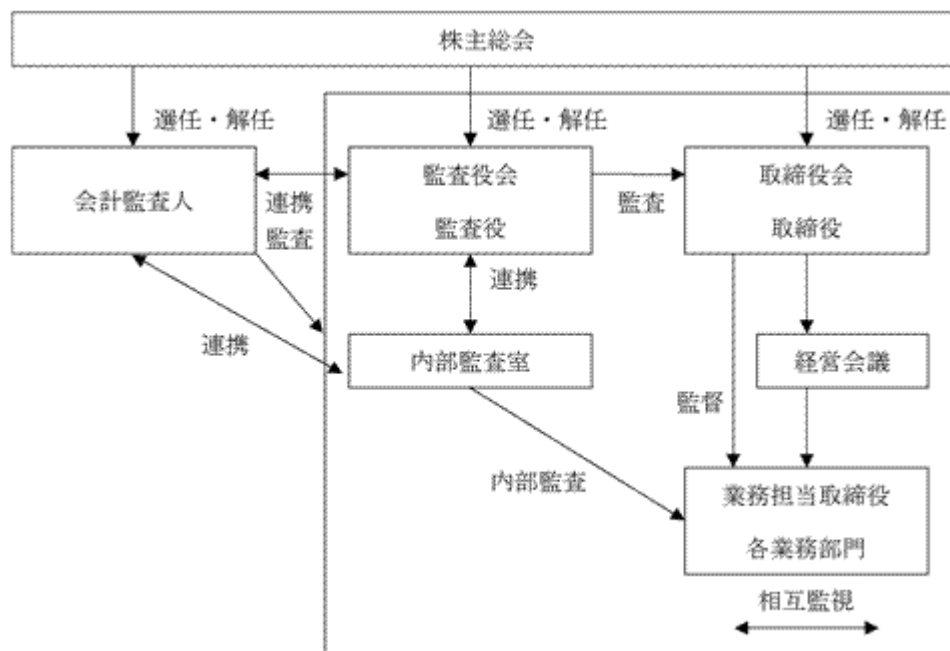 株主総会
選任・解任
選任・解任
選任・解任
会計監査人
連携
監査
監査役会
監査役
監査
取締役会
取締役
連携
連携
内部監査室
経営会議
監督
内部監査
業務担当取締役
各業務部門
相互監視